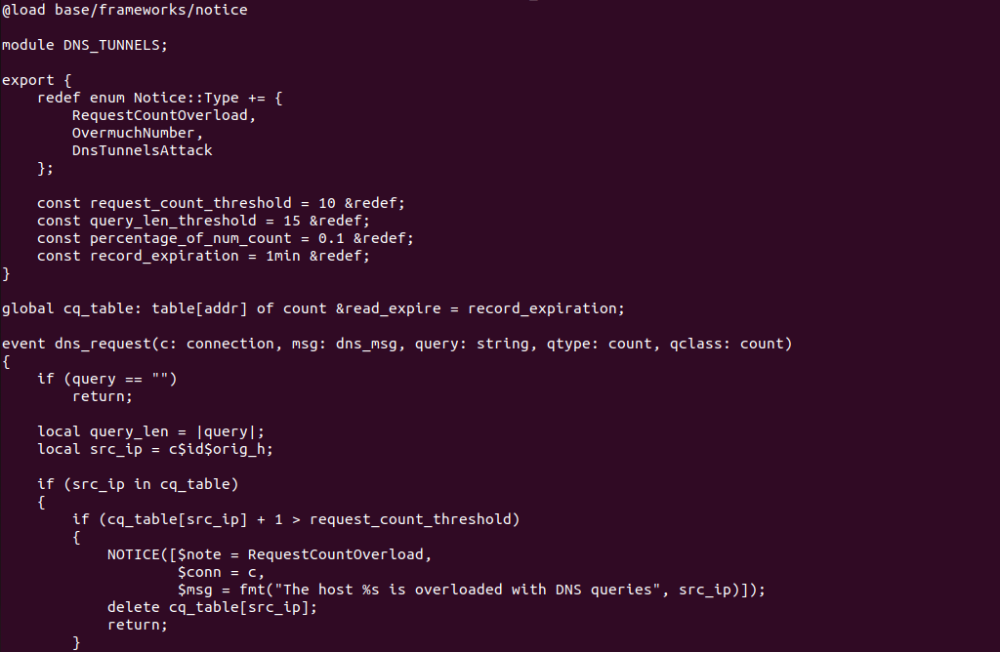 @load base/frameworks/notice

module DNS_TUNNELS;

export {
    redef enum Notice::Type += {
        RequestCountOverload,
        OvermuchNumber,
        DnsTunnelsAttack
    };

    const request_count_threshold = 10 &redef;
    const query_len_threshold = 15 &redef;
    const percentage_of_num_count = 0.1 &redef;
    const record_expiration = 1min &redef;
}

global cq_table: table[addr] of count &read_expire = record_expiration;

event dns_request(c: connection, msg: dns_msg, query: string, qtype: count, qclass: count)
{
    if (query == "")
        return;

    local query_len = |query|;
    local src_ip = c$id$orig_h;

    if (src_ip in cq_table)
    {
        if (cq_table[src_ip] + 1 > request_count_threshold)
        {
            NOTICE([$note = RequestCountOverload,
                    $conn = c,
                    $msg = fmt("The host %s is overloaded with DNS queries", src_ip)]);
            delete cq_table[src_ip];
            return;
        }